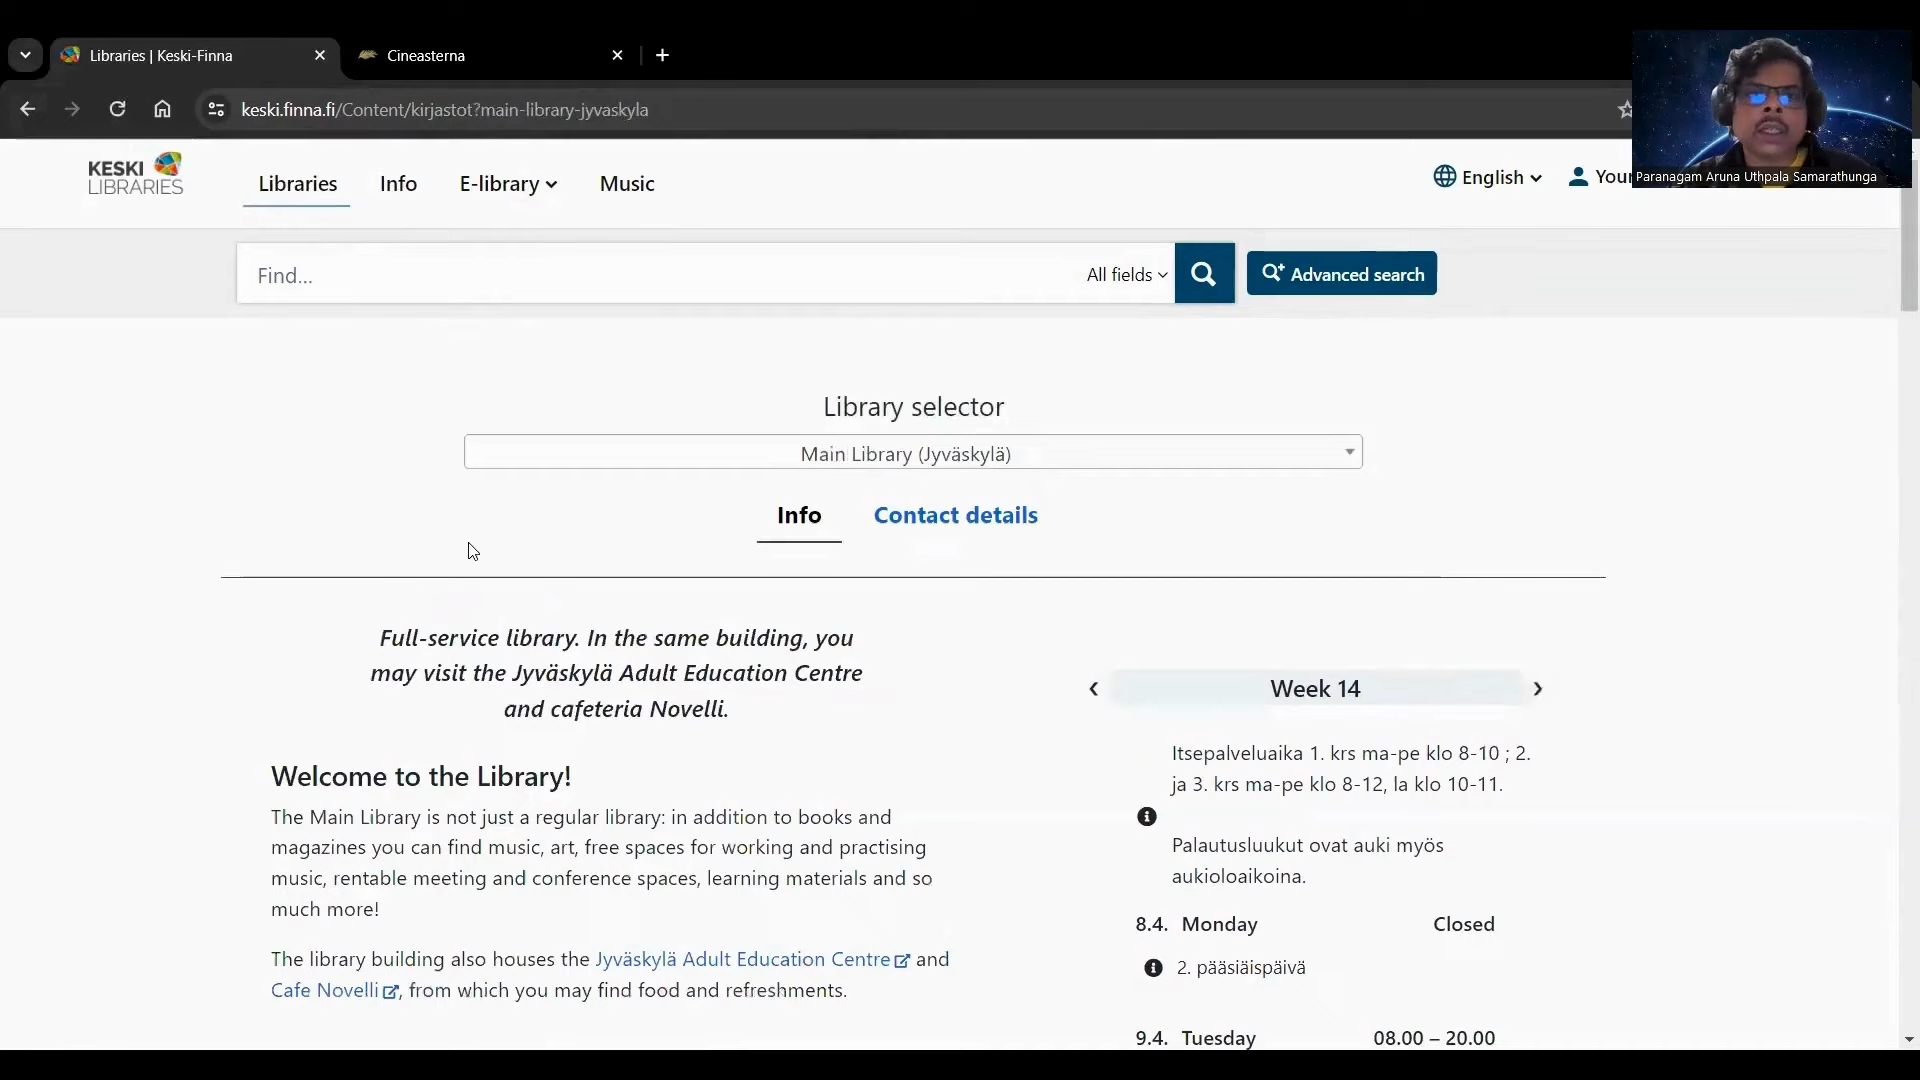 Libraries | Keski-Finna
Cineasterna
keski.finna.fi/Content/kirjastot?main-library-jyvaskyla
Paranagam Aruna Uthpala Samarathunga
KESKI
LIBRARIES
Libraries
Info
E-library
Music
English
Your
Find...
All fields
Advanced search
Library selector
Main Library (Jyväskylä)
Info
Contact details
Full-service library. In the same building, you
may visit the Jyväskylä Adult Education Centre
and cafeteria Novelli.
Welcome to the Library!
The Main Library is not just a regular library: in addition to books and
magazines you can find music, art, free spaces for working and practising
music, rentable meeting and conference spaces, learning materials and so
much more!
The library building also houses the Jyväskylä Adult Education Centre and
Cafe Novelli, from which you may find food and refreshments.
Week 14
Itsepalveluaika 1. krs ma-pe klo 8-10 ; 2.
ja 3. krs ma-pe klo 8-12, la klo 10-11.
Palautusluukut ovat auki myös
aukioloaikoina.
8.4. Monday Closed
2. pääsiäispäivä
9.4. Tuesday 08.00 – 20.00